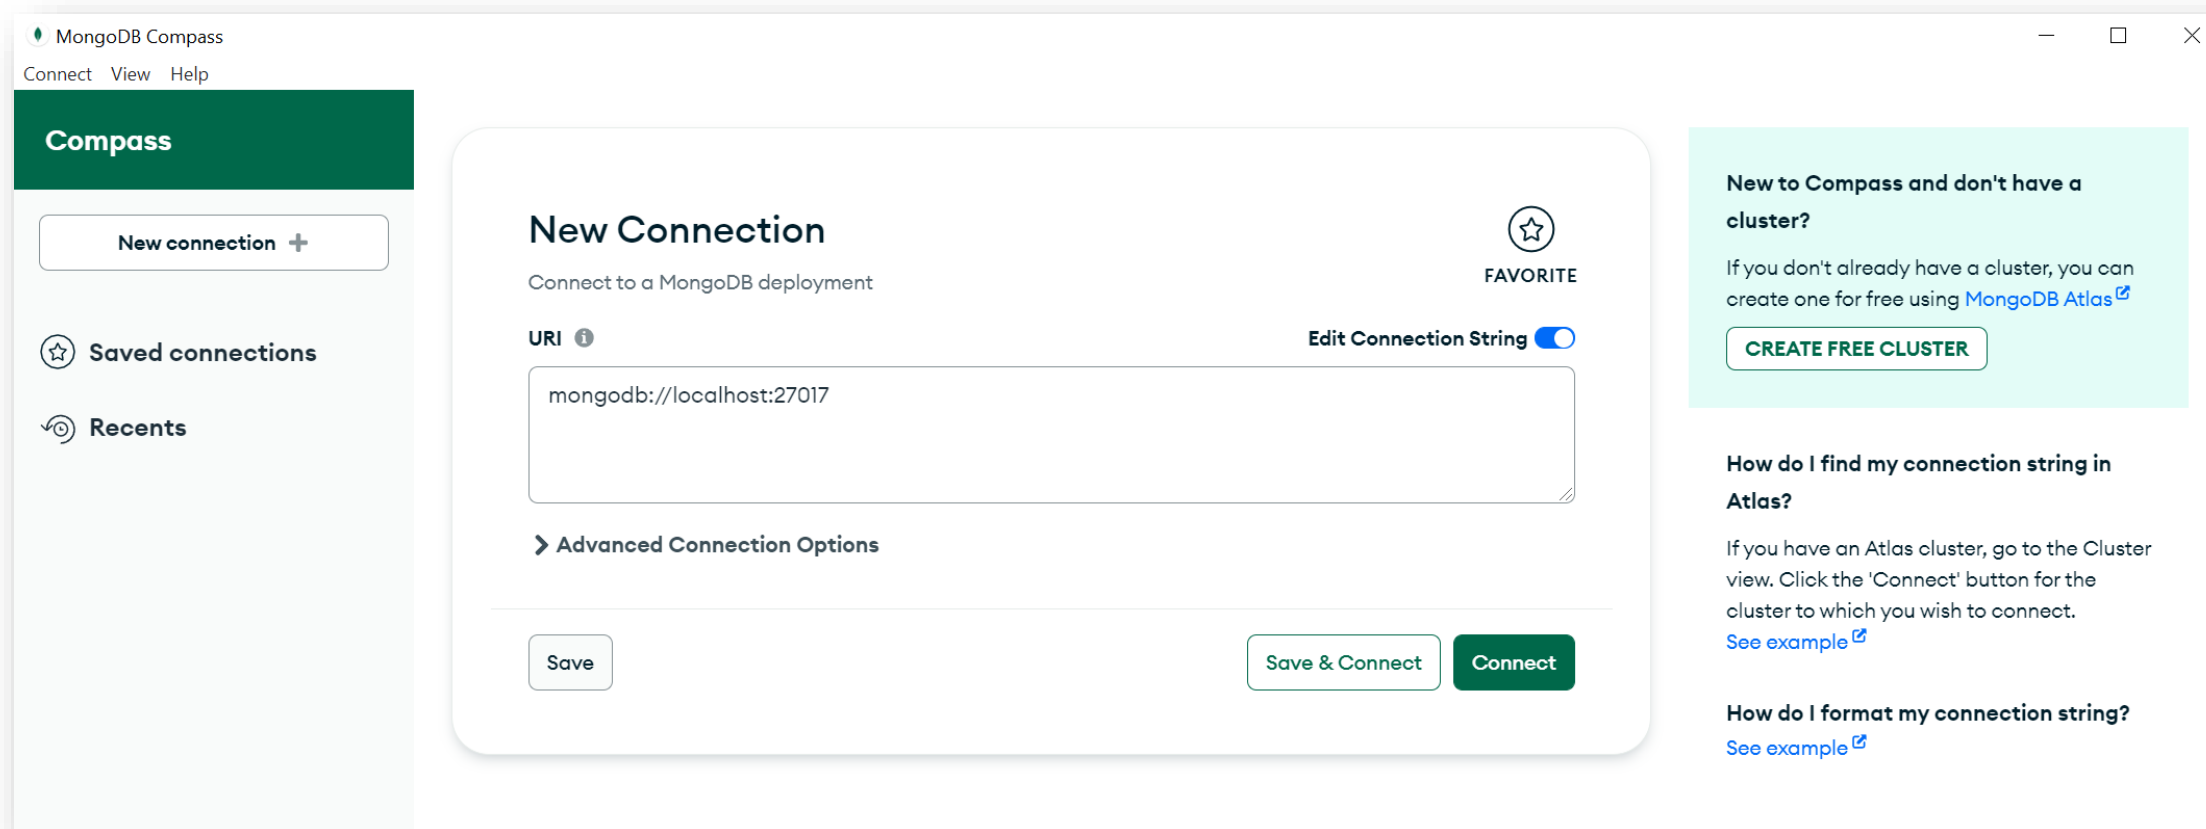 MongoDB Compass
Connect View Help
Compass
New connection
Saved connections
Recents
New Connection
Connect to a MongoDB deployment
FAVORITE
URI
Edit Connection String
mongodb://localhost:27017
Advanced Connection Options
Save
Save & Connect
Connect
New to Compass and don't have a
cluster?
If you don't already have a cluster, you can
create one for free using MongoDB Atlas
CREATE FREE CLUSTER
How do I find my connection string in
Atlas?
If you have an Atlas cluster, go to the Cluster
view. Click the 'Connect' button for the
cluster to which you wish to connect.
See example
How do I format my connection string?
See example